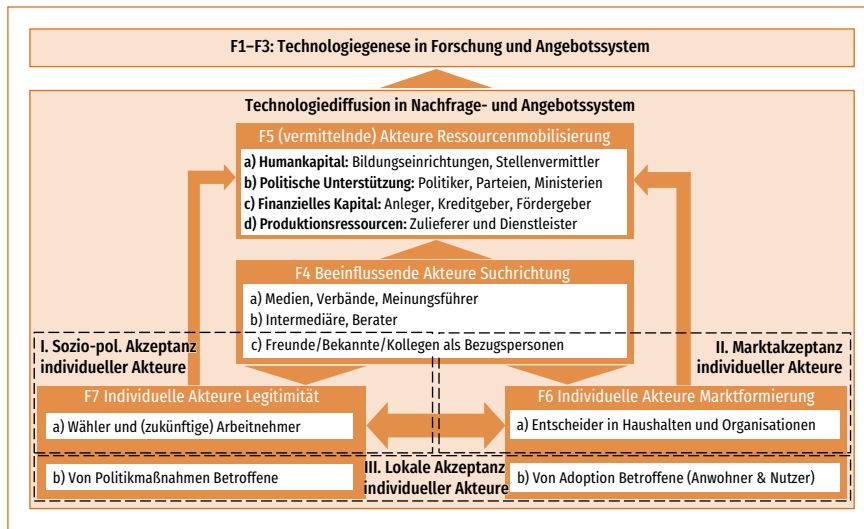 F1–F3: Technologiegenese in Forschung und Angebotssystem
Technologiediffusion in Nachfrage- und Angebotssystem
F5 (vermittelnde) Akteure Ressourcenmobilisierung
a) Humankapital: Bildungseinrichtungen, Stellenvermittler
b) Politische Unterstützung: Politiker, Parteien, Ministerien
c) Finanzielles Kapital: Anleger, Kreditgeber, Fördergeber
d) Produktionsressourcen: Zulieferer und Dienstleister
F4 Beeinflussende Akteure Suchrichtung
a) Medien, Verbände, Meinungsführer
b) Intermediäre, Berater
c) Freunde/Bekannte/Kollegen als Bezugspersonen
I. Sozio-pol. Akzeptanz
individueller Akteure
II. Marktakzeptanz
individueller Akteure
F7 Individuelle Akteure Legitimität
a) Wähler und (zukünftige) Arbeitnehmer
b) Von Politikmaßnahmen Betroffene
F6 Individuelle Akteure Marktformierung
a) Entscheider in Haushalten und Organisationen
b) Von Adoption Betroffene (Anwohner & Nutzer)
III. Lokale Akzeptanz
individueller Akteure